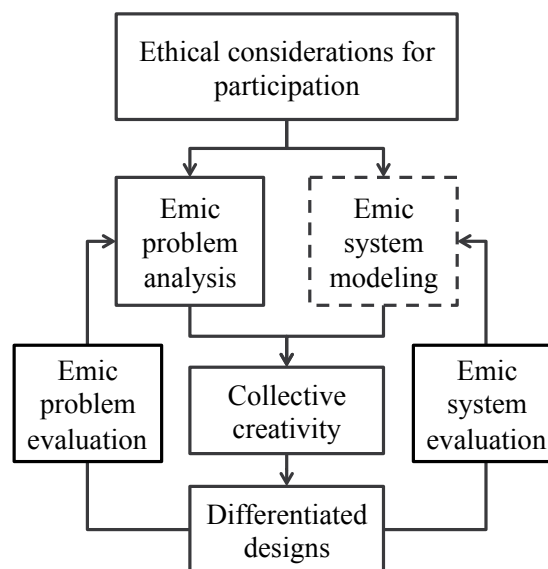 Ethical considerations for
participation
Emic
problem
analysis
Emic
system
modeling
Emic
problem
evaluation
Collective
creativity
Emic
system
evaluation
Differentiated
designs